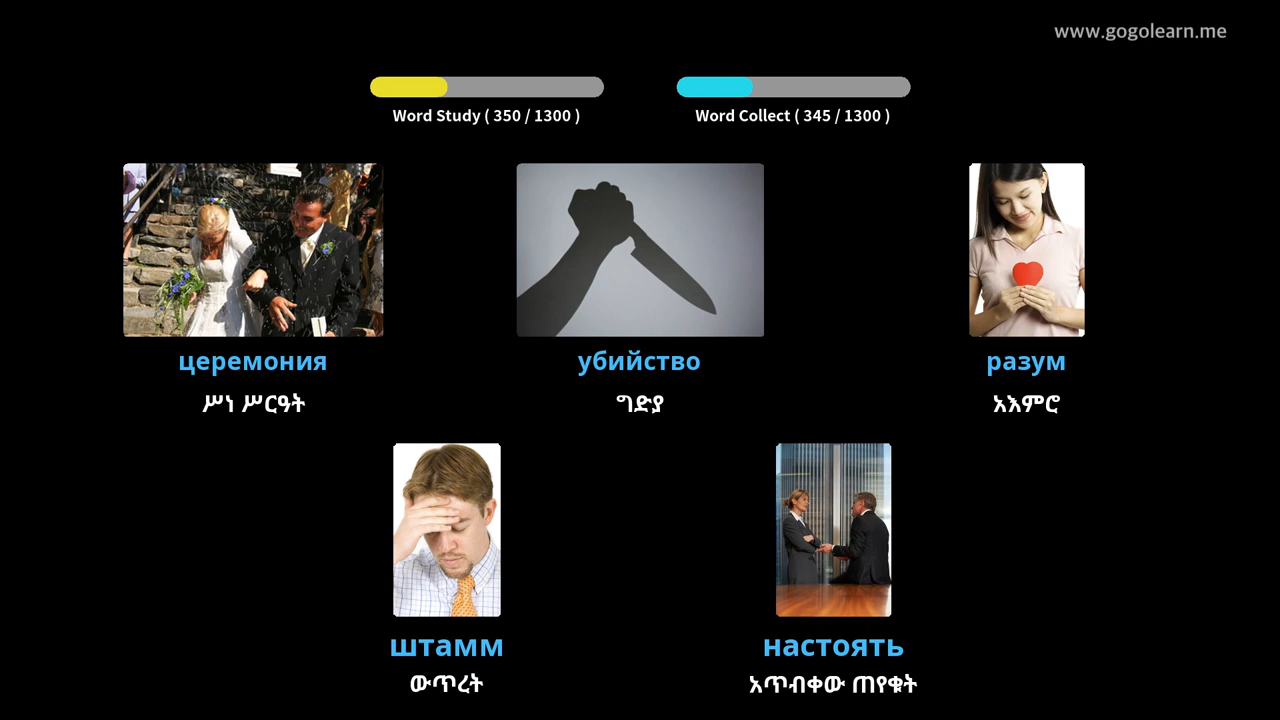 www.gogolearn.me
Word Study ( 350 / 1300 )
Word Collect ( 345 / 1300 )
церемония
убийство
разум
ሥነ ሥርዓት
ግድያ
አእምሮ
штамм
настоять
ውጥረት
አጥብቀው ጠየቁት